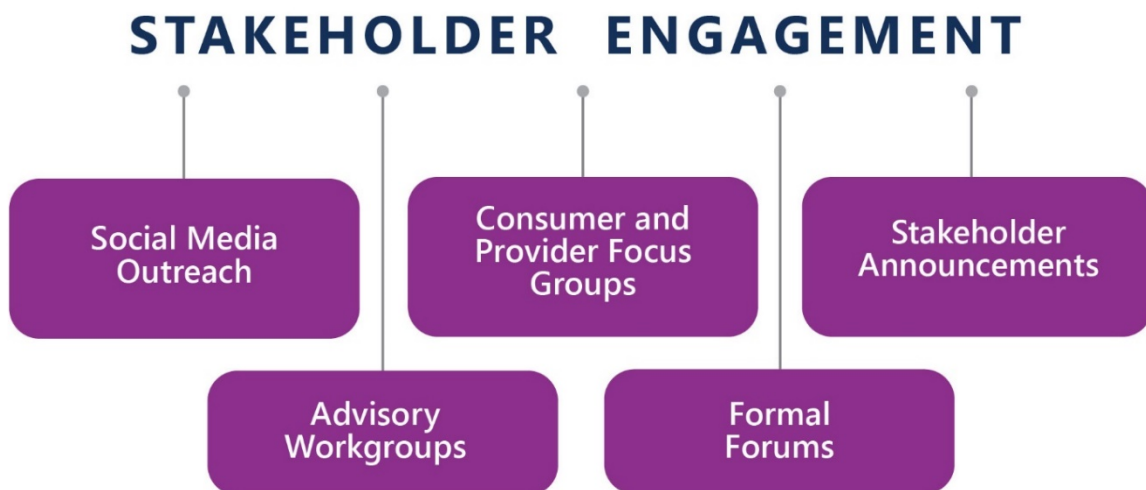 STAKEHOLDER ENGAGEMENT
Social Media
Outreach
Consumer and
Provider Focus
Groups
Stakeholder
Announcements
Advisory
Workgroups
Formal
Forums